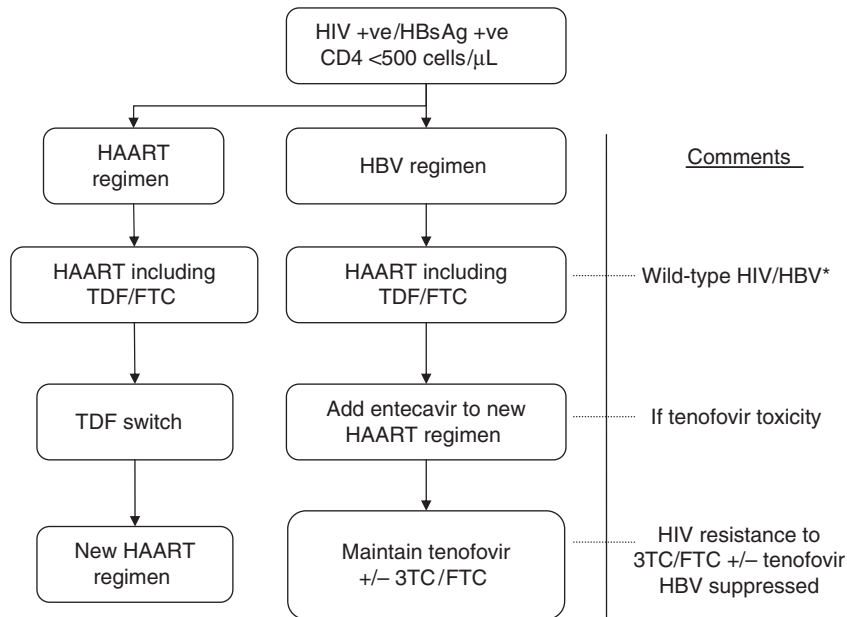 HIV +ve/HBsAg +ve
CD4 <500 cells/μL
HAART
regimen
HBV regimen
Comments
HAART including
TDF/FTC
HAART including
TDF/FTC
Wild-type HIV/HBV*
TDF switch
Add entecavir to new
HAART regimen
If tenofovir toxicity
New HAART
regimen
Maintain tenofovir
+/– 3TC/FTC
HIV resistance to
3TC/FTC +/– tenofovir
HBV suppressed